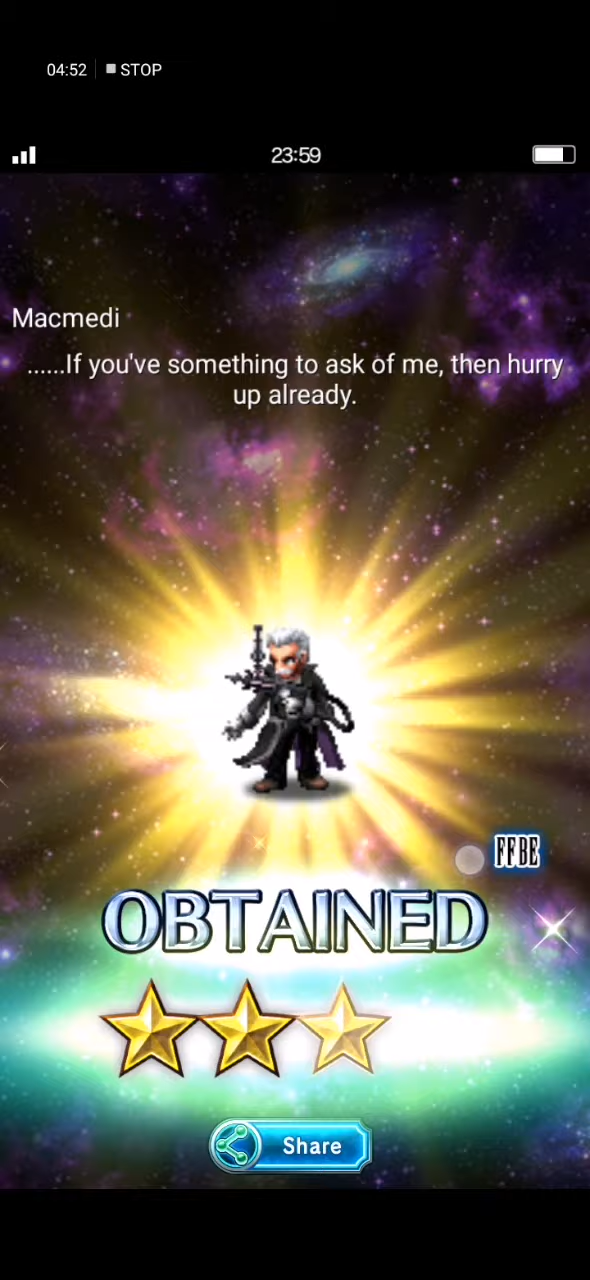 04:52 STOP
23:59
Macmedi
......If you've something to ask of me, then hurry
up already.
FFBE
OBTAINED
Share